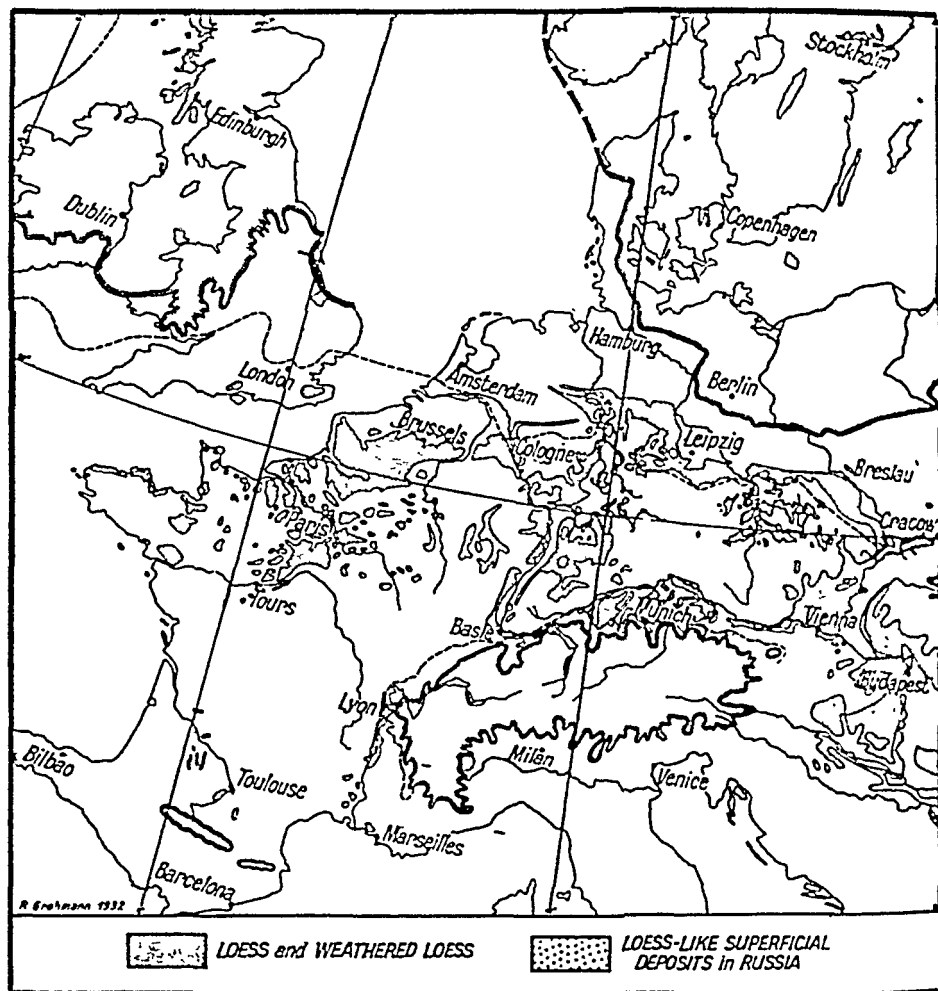 Stockholm
Edinburgh
Dublin
Copenhagen
Hamburg
London
Amsterdam
Berlin
Brussels
Cologne
Leipzig
Breslau
Paris
Cracow
Tours
Munich
Vienna
Basle
Budapest
Lyon
Bilbao
Milan
Venice
Toulouse
Marseilles
Barcelona
R. Grahmann 1932
LOESS and WEATHERED LOESS
LOESS-LIKE SUPERFICIAL
DEPOSITS in RUSSIA